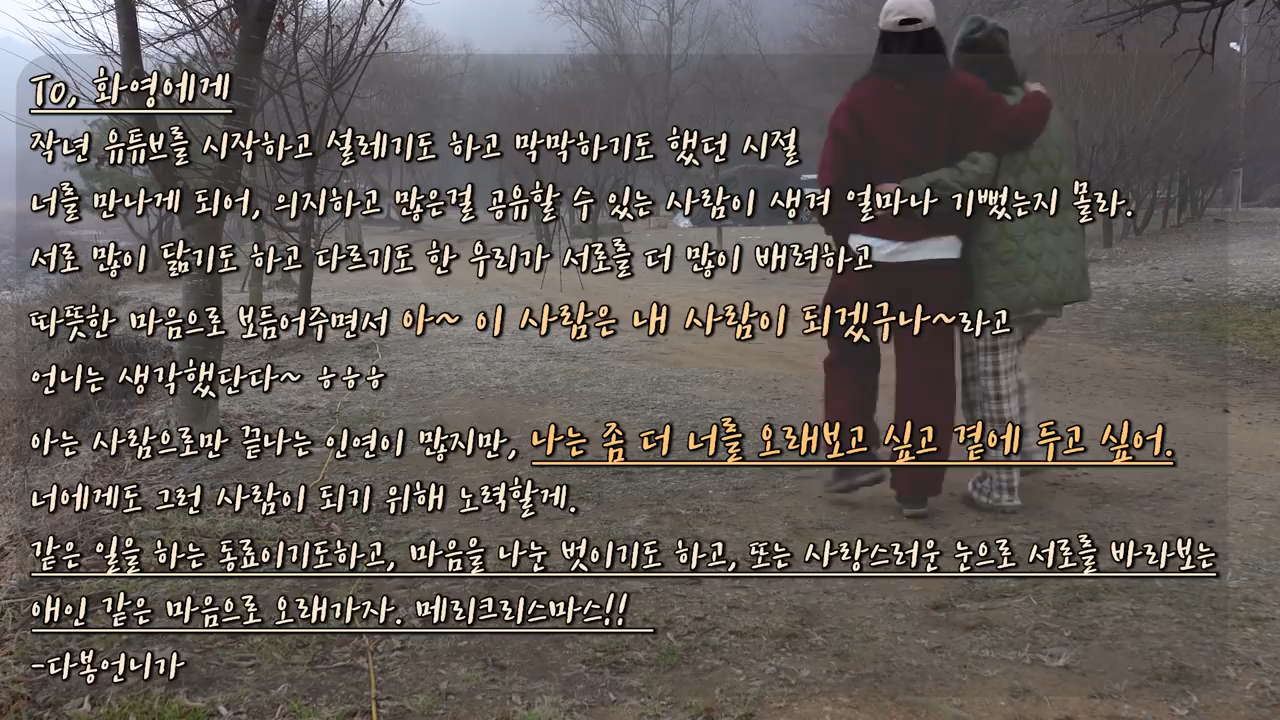 To, 화영에게
작년 유튜브를 시작하고 설레기도 하고 막막하기도 했던 시절
너를 만나게 되어, 의지하고 많은걸 공유할 수 있는 사람이 생겨 얼마나 기뻤는지 몰라.
서로 많이 닮기도 하고 다르기도 한 우리가 서로를 더 많이 배려하고
따뜻한 마음으로 보듬어주면서 아~ 이 사람은 내 사람이 되겠구나~라고
언니는 생각했단다~ ㅎㅎㅎ
아는 사람으로만 끝나는 인연이 많지만, 나는 좀 더 너를 오래보고 싶고 곁에 두고 싶어.
너에게도 그런 사람이 되기 위해 노력할게.
같은 일을 하는 동료이기도하고, 마음을 나눈 벗이기도 하고, 또는 사랑스러운 눈으로 서로를 바라보는
애인 같은 마음으로 오래가자. 메리크리스마스!!
-다봉언니가